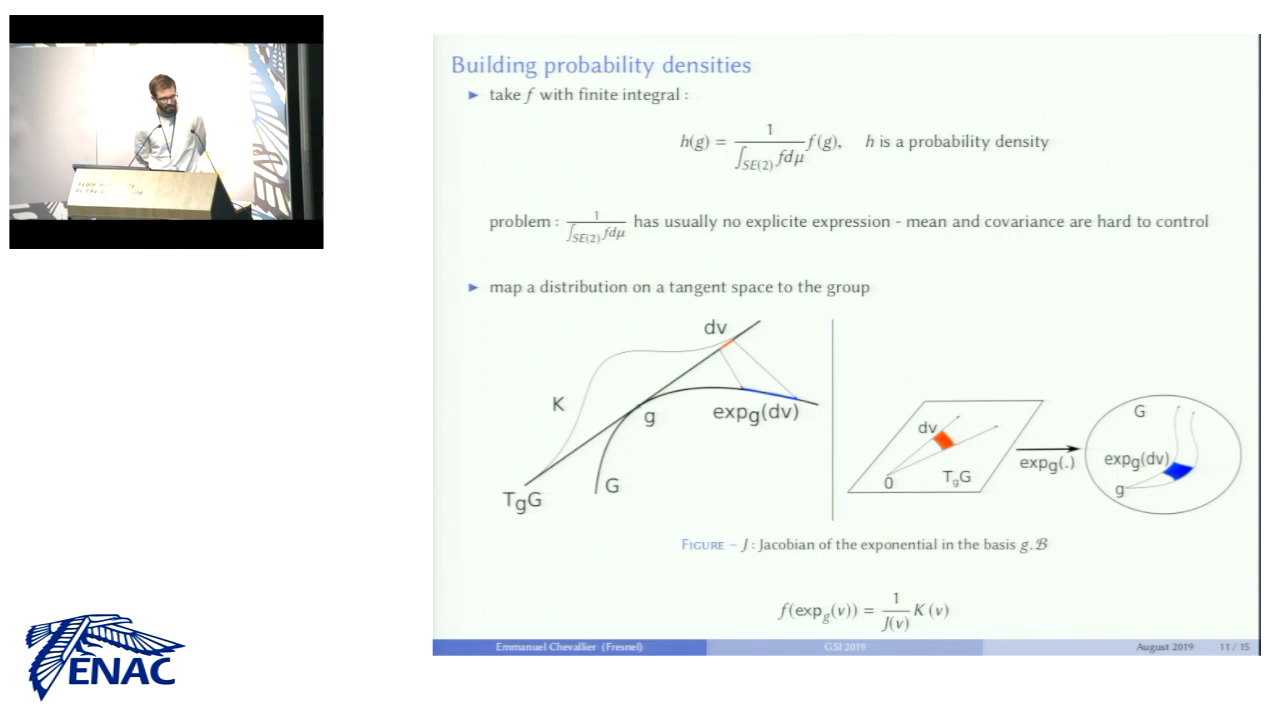 Building probability densities
▶ take f with finite integral :
h(g) = 1 / ∫SE(2) fdμ f(g), h is a probability density
problem : 1 / ∫SE(2) fdμ has usually no explicite expression - mean and covariance are hard to control
▶ map a distribution on a tangent space to the group
dv
K
g
expg(dv)
TgG
G
dv
0
TgG
expg(.)
G
expg(dv)
g
FIGURE – J : Jacobian of the exponential in the basis g.ℬ
f(expg(v)) = 1 / J(v) K (v)
Emmanuel Chevallier (Fresnel) GSI 2019 August 2019 11 / 15
ENAC